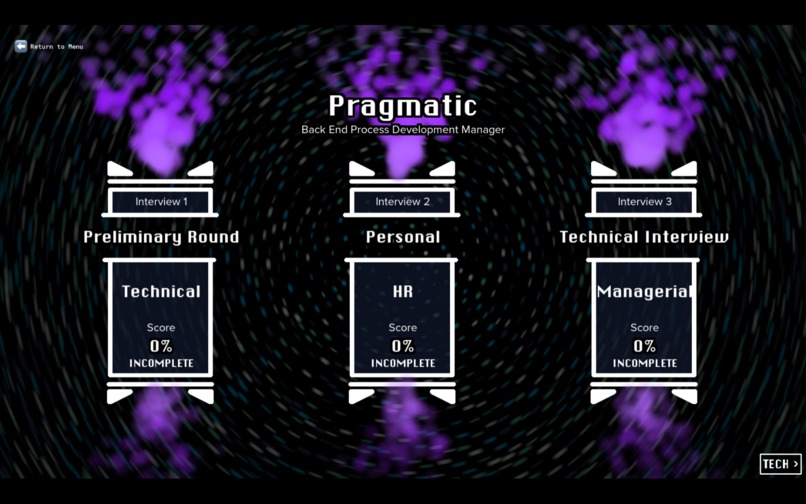 Return to Menu
Pragmatic
Back End Process Development Manager
Interview 1
Preliminary Round
Technical
Score
0%
INCOMPLETE
Interview 2
Personal
HR
Score
0%
INCOMPLETE
Interview 3
Technical Interview
Managerial
Score
0%
INCOMPLETE
TECH >